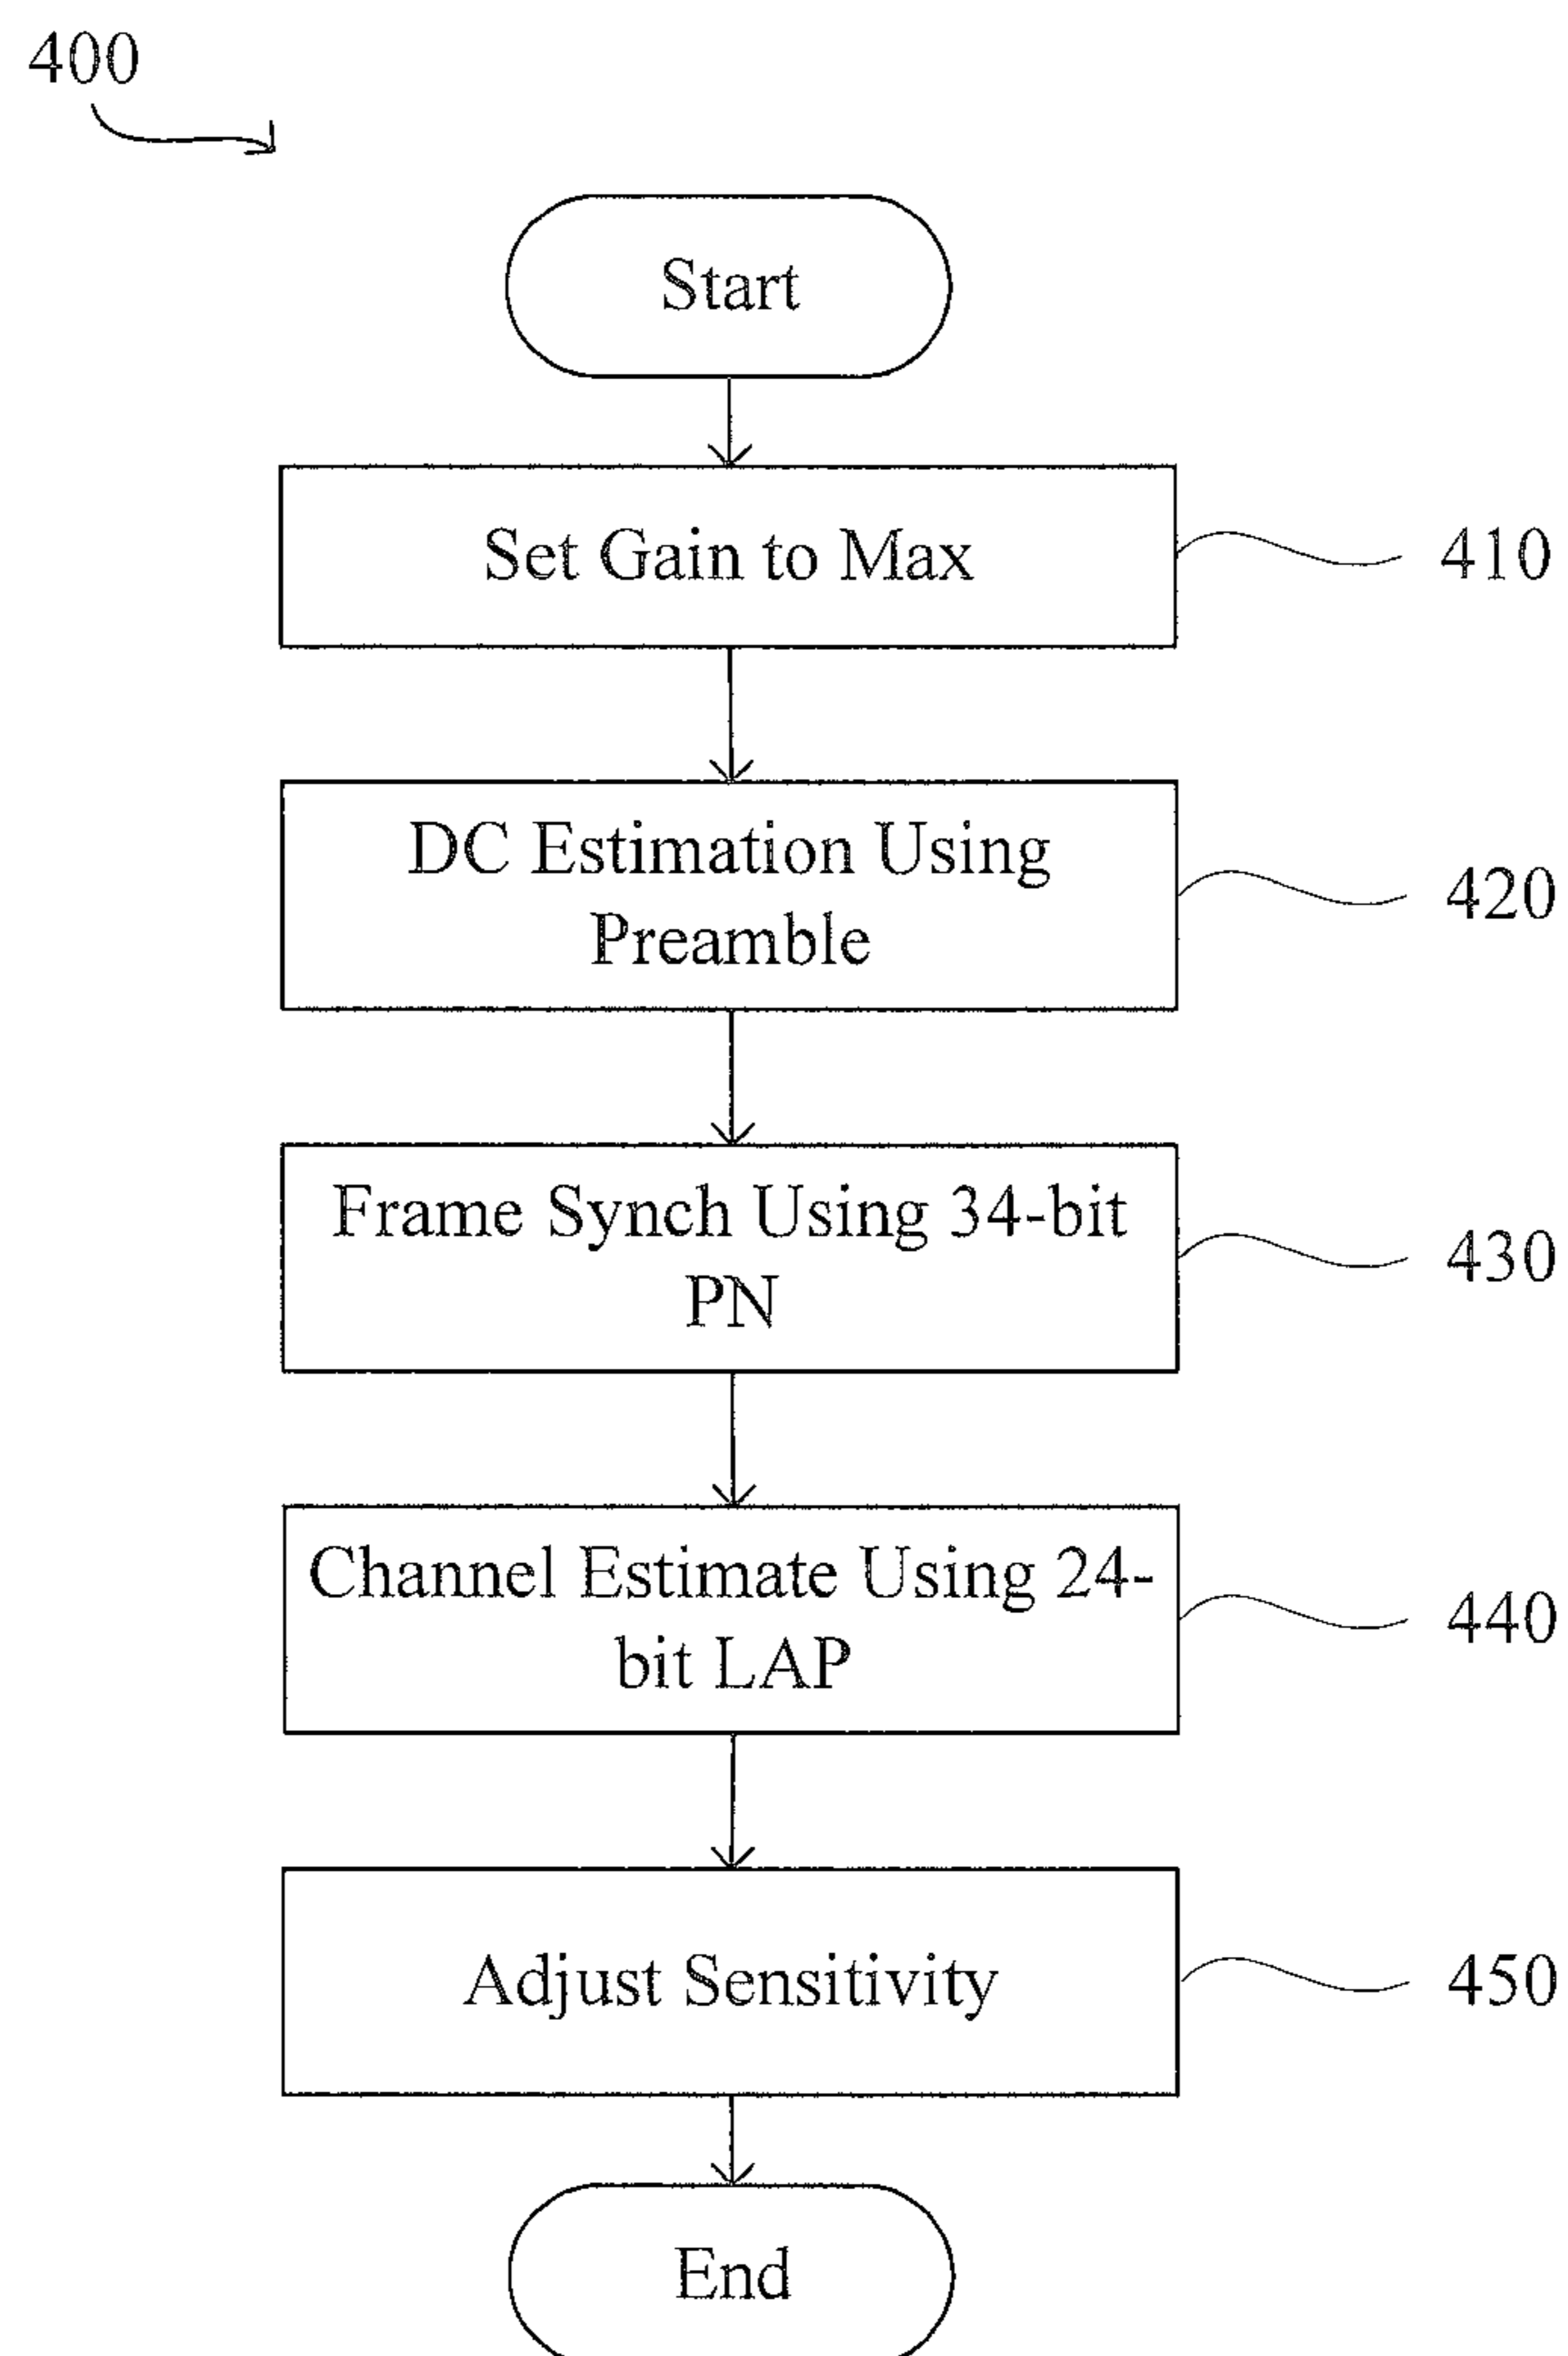 400
Start
Set Gain to Max
410
DC Estimation Using
Preamble
420
Frame Synch Using 34-bit
PN
430
Channel Estimate Using 24-
bit LAP
440
Adjust Sensitivity
450
End